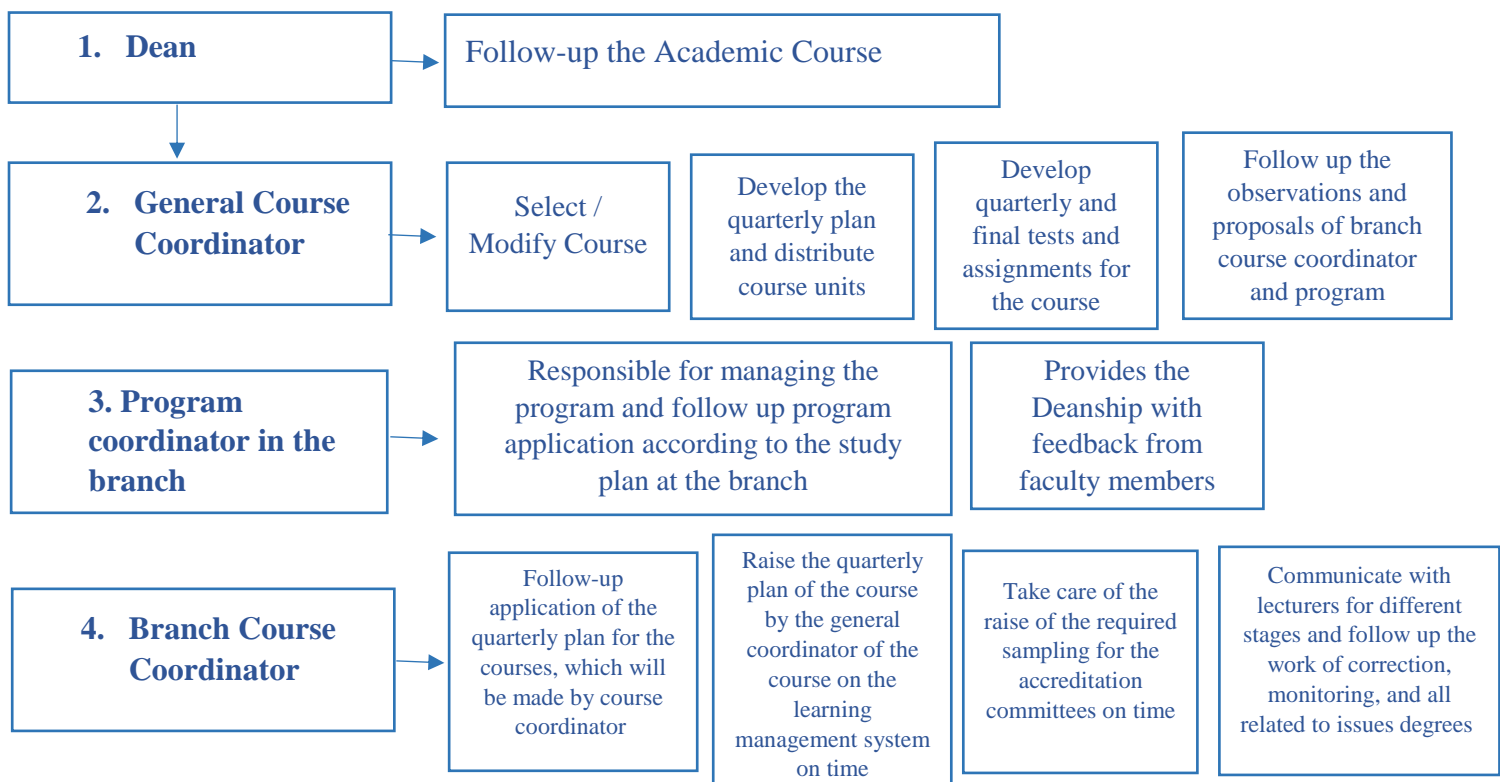 1. Dean
Follow-up the Academic Course
2. General Course
Coordinator
Select /
Modify Course
Develop the
quarterly plan
and distribute
course units
Develop
quarterly and
final tests and
assignments for
the course
Follow up the
observations and
proposals of branch
course coordinator
and program
3. Program
coordinator in the
branch
Responsible for managing the
program and follow up program
application according to the study
plan at the branch
Provides the
Deanship with
feedback from
faculty members
4. Branch Course
Coordinator
Follow-up
application of the
quarterly plan for the
courses, which will
be made by course
coordinator
Raise the quarterly
plan of the course
by the general
coordinator of the
course on the
learning
management system
on time
Take care of the
raise of the required
sampling for the
accreditation
committees on time
Communicate with
lecturers for different
stages and follow up the
work of correction,
monitoring, and all
related to issues degrees